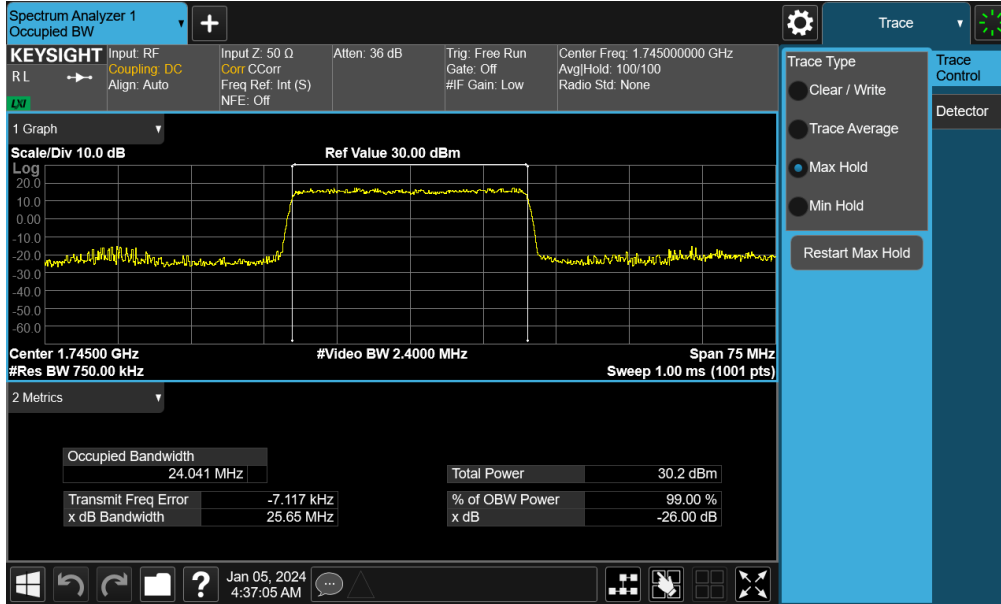 Spectrum Analyzer 1
Occupied BW
+
Trace
KEYSIGHT
RL
LXI
Input: RF
Coupling: DC
Align: Auto
Input Z: 50 Ω
Corr CCorr
Freq Ref: Int (S)
NFE: Off
Atten: 36 dB
Trig: Free Run
Gate: Off
#IF Gain: Low
Center Freq: 1.745000000 GHz
Avg|Hold: 100/100
Radio Std: None
1 Graph
Scale/Div 10.0 dB
Ref Value 30.00 dBm
Log
20.0
10.0
0.00
-10.0
-20.0
-30.0
-40.0
-50.0
-60.0
Center 1.74500 GHz
#Video BW 2.4000 MHz
Span 75 MHz
#Res BW 750.00 kHz
Sweep 1.00 ms (1001 pts)
2 Metrics
Occupied Bandwidth
24.041 MHz
Total Power 30.2 dBm
Transmit Freq Error -7.117 kHz
% of OBW Power 99.00 %
x dB Bandwidth 25.65 MHz
x dB -26.00 dB
Trace Type
Clear / Write
Trace Average
Max Hold
Min Hold
Restart Max Hold
Trace
Control
Detector
?
Jan 05, 2024
4:37:05 AM